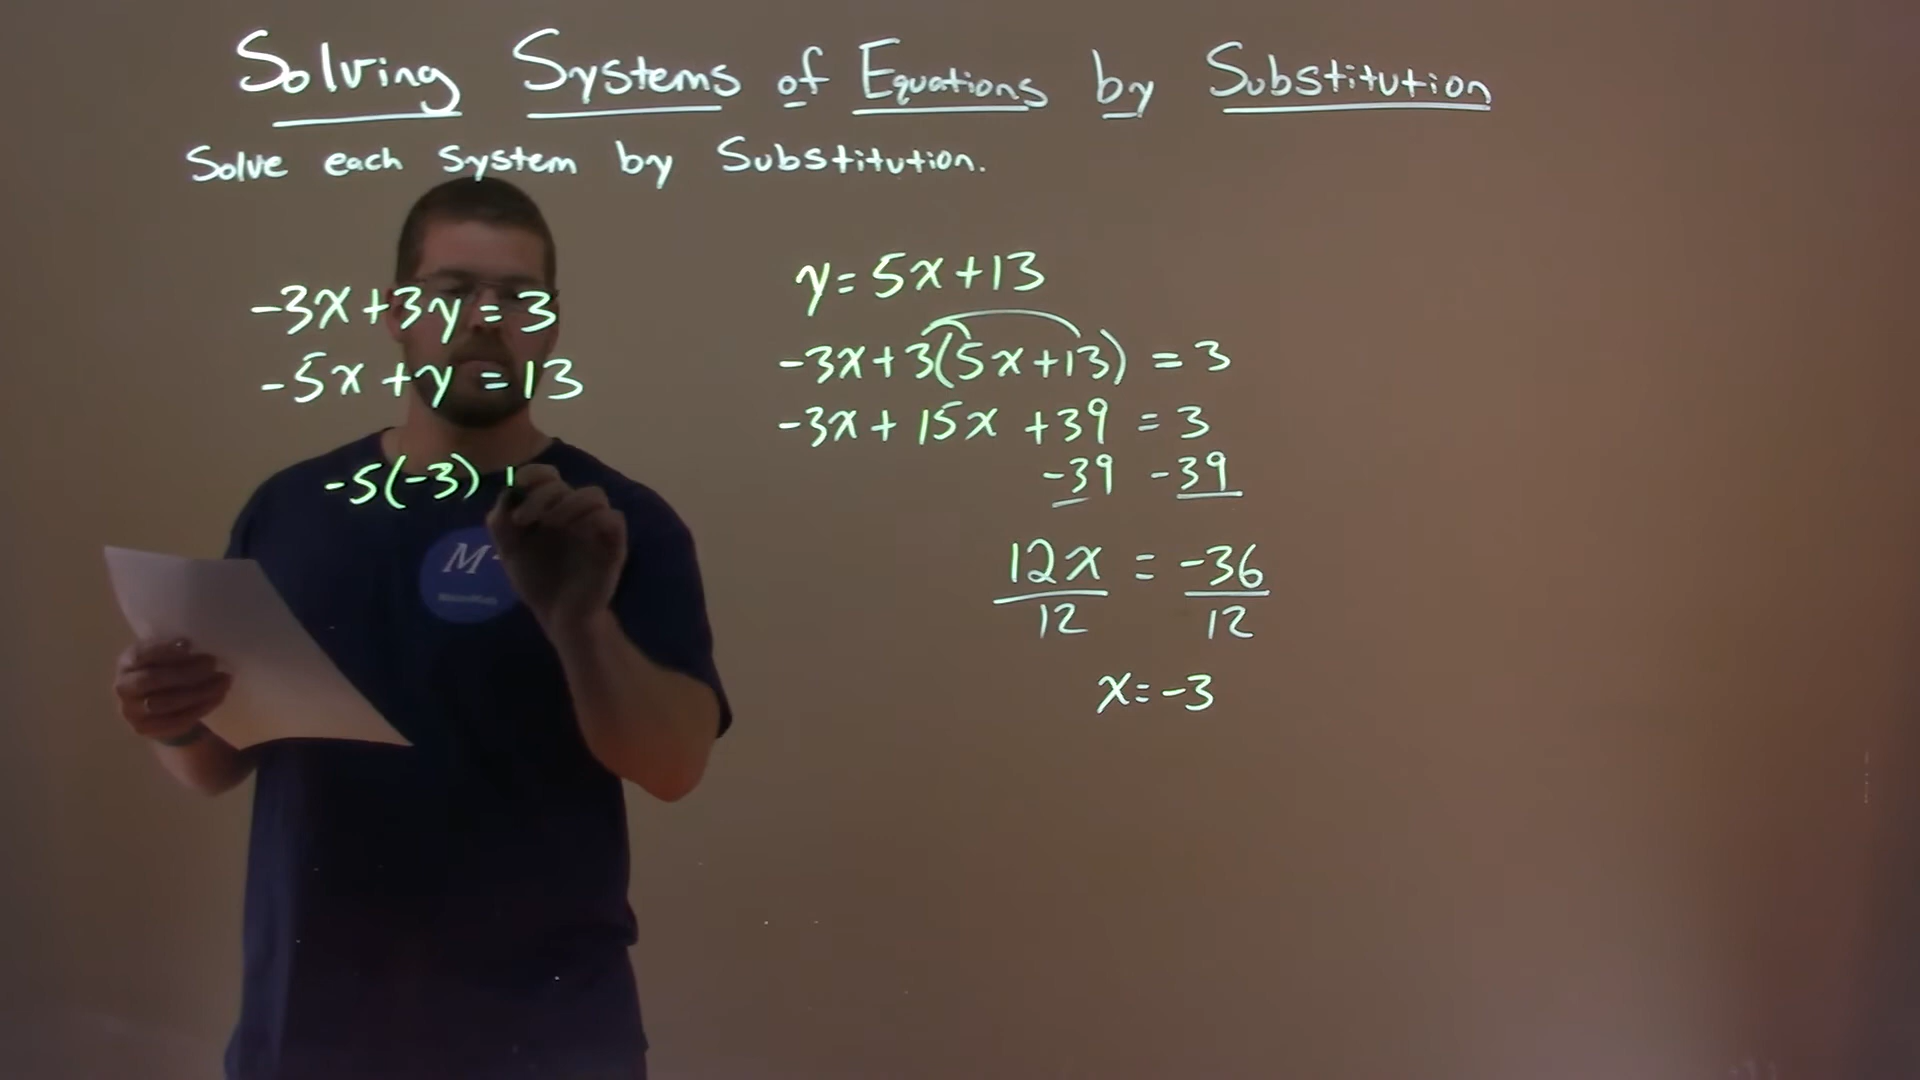 Solving Systems of Equations by Substitution
Solve each System by Substitution.
-3x+3y=3
-5x+y=13
-5(-3)
M
y=5x+13
-3x+3(5x+13)=3
-3x+15x+39=3
-39 -39
12x = -36
12 12
x=-3